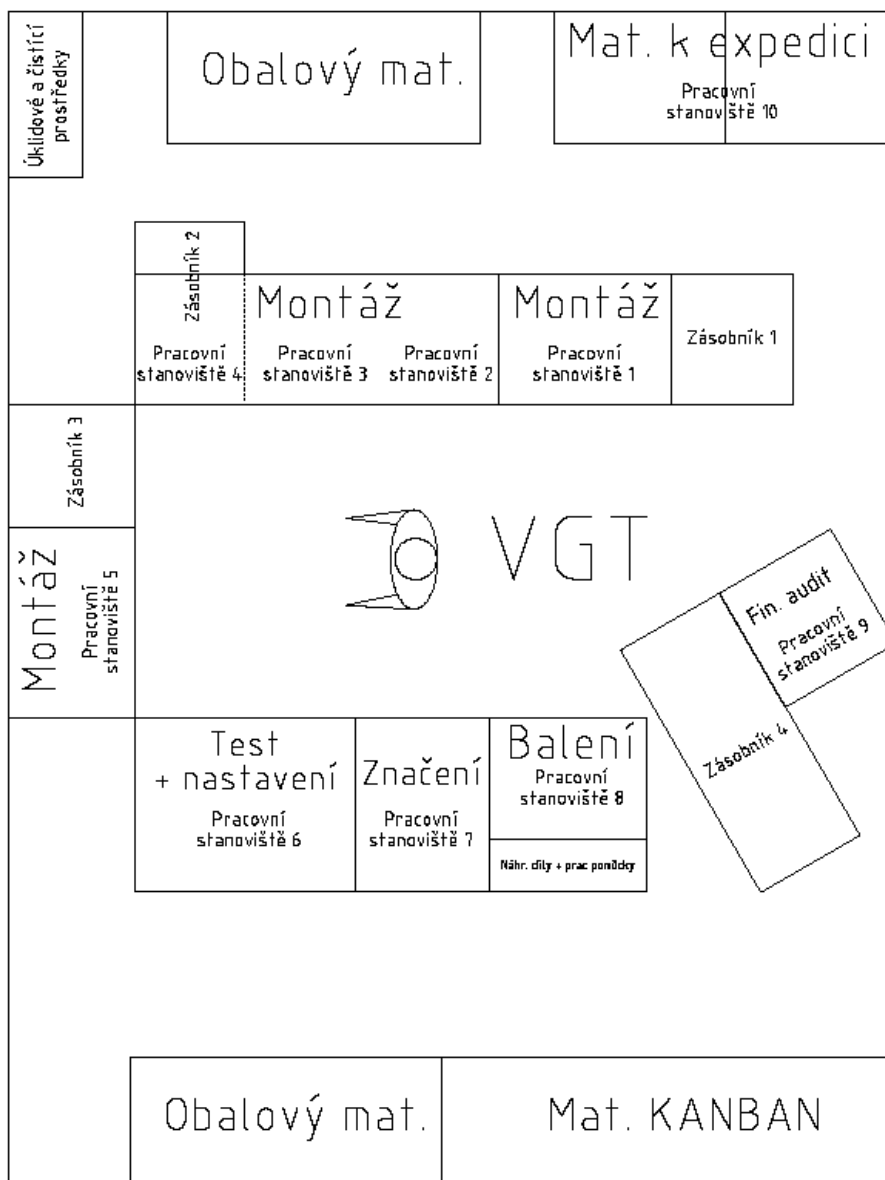 Úklidové a čistící
prostředky
Obalový mat.
Mat. k expedici
Pracovní
stanoviště 10
Zásobník 2
Montáž
Montáž
Zásobník 1
Pracovní
stanoviště 4
Pracovní
stanoviště 3
Pracovní
stanoviště 2
Pracovní
stanoviště 1
Zásobník 3
VGT
Montáž
Pracovní
stanoviště 5
Fin. audit
Pracovní
stanoviště 9
Zásobník 4
Test
+ nastavení
Pracovní
stanoviště 6
Značení
Pracovní
stanoviště 7
Balení
Pracovní
stanoviště 8
Náhr. díly + prac pomůcky
Obalový mat.
Mat. KANBAN